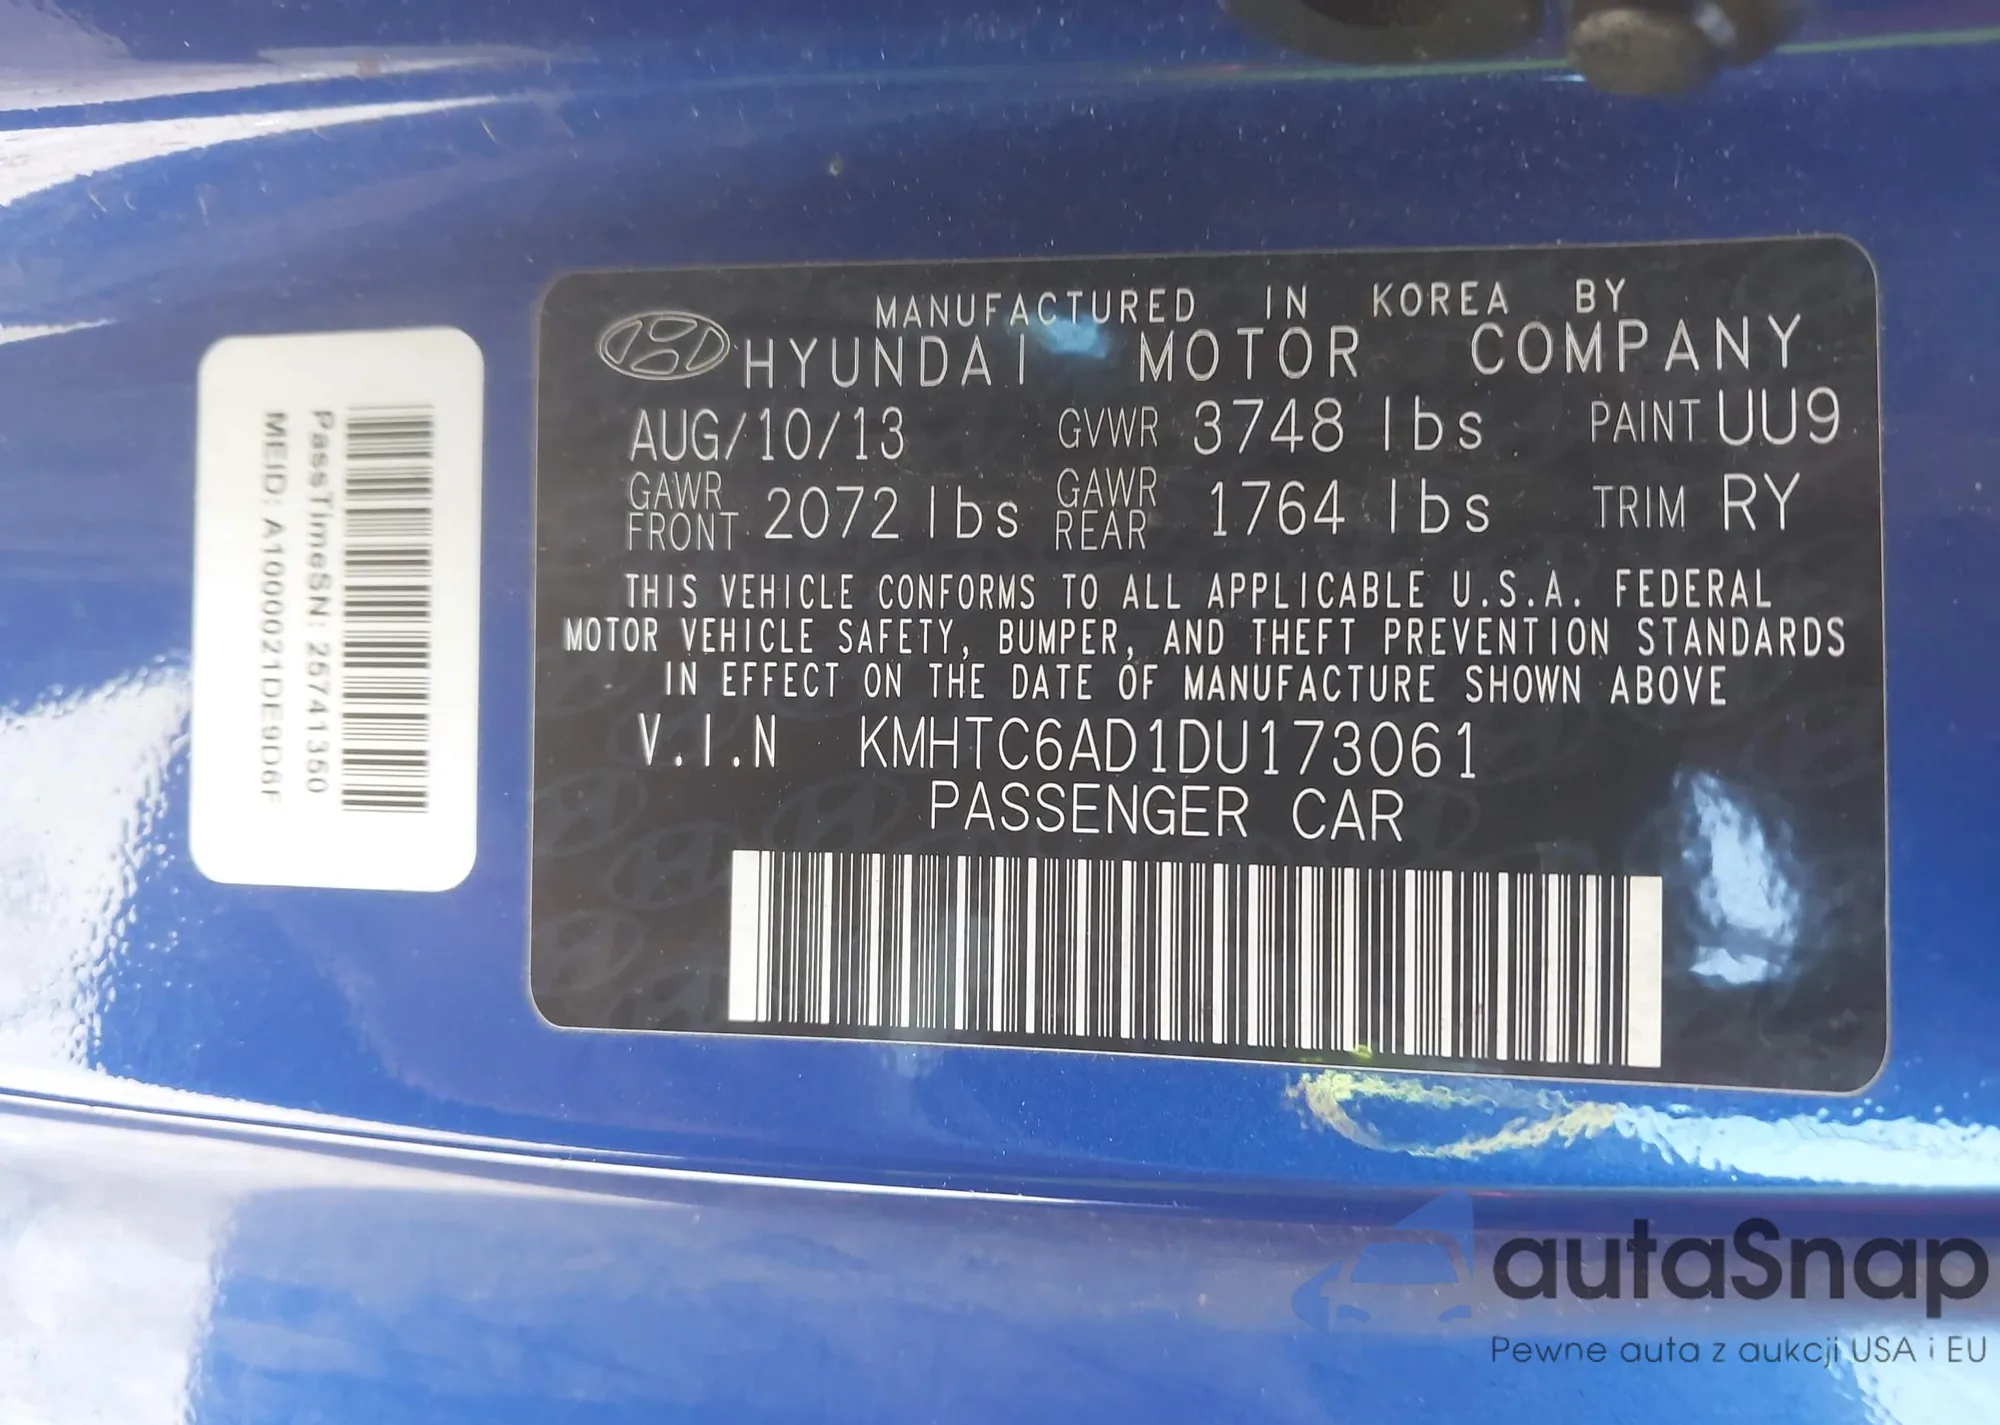 PassTimeSN: 25741350
MEID: A1000021DE9D6F
MANUFACTURED IN KOREA BY
HYUNDAI MOTOR COMPANY
AUG/10/13 GVWR 3748 lbs PAINT UU9
GAWR FRONT 2072 lbs GAWR REAR 1764 lbs TRIM RY
THIS VEHICLE CONFORMS TO ALL APPLICABLE U.S.A. FEDERAL
MOTOR VEHICLE SAFETY, BUMPER, AND THEFT PREVENTION STANDARDS
IN EFFECT ON THE DATE OF MANUFACTURE SHOWN ABOVE
V.I.N KMHTC6AD1DU173061
PASSENGER CAR
autaSnap
Pewne auta z aukcji USA i EU